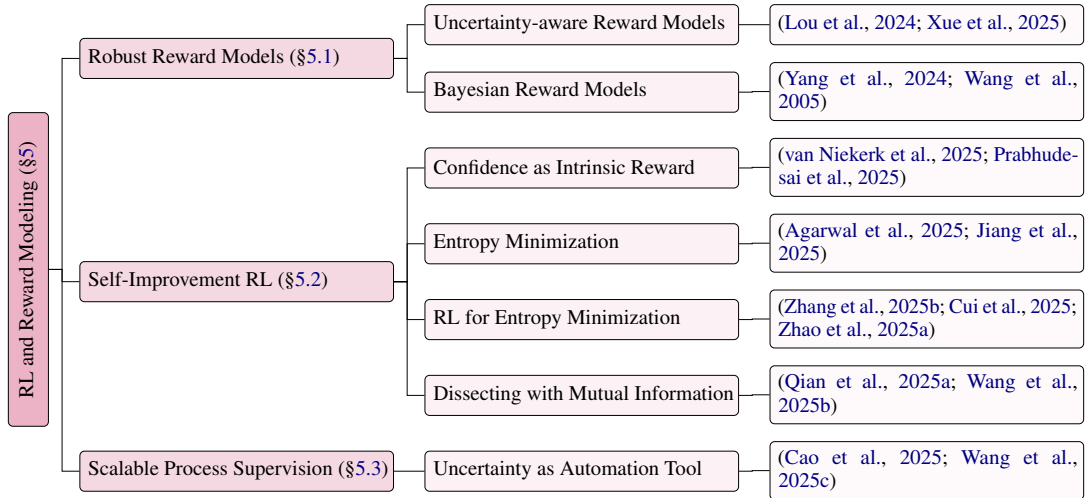 RL and Reward Modeling (§5)
Robust Reward Models (§5.1)
Uncertainty-aware Reward Models
(Lou et al., 2024; Xue et al., 2025)
Bayesian Reward Models
(Yang et al., 2024; Wang et al.,
2005)
Self-Improvement RL (§5.2)
Confidence as Intrinsic Reward
(van Niekerk et al., 2025; Prabhude-
sai et al., 2025)
Entropy Minimization
(Agarwal et al., 2025; Jiang et al.,
2025)
RL for Entropy Minimization
(Zhang et al., 2025b; Cui et al., 2025;
Zhao et al., 2025a)
Dissecting with Mutual Information
(Qian et al., 2025a; Wang et al.,
2025b)
Scalable Process Supervision (§5.3)
Uncertainty as Automation Tool
(Cao et al., 2025; Wang et al.,
2025c)